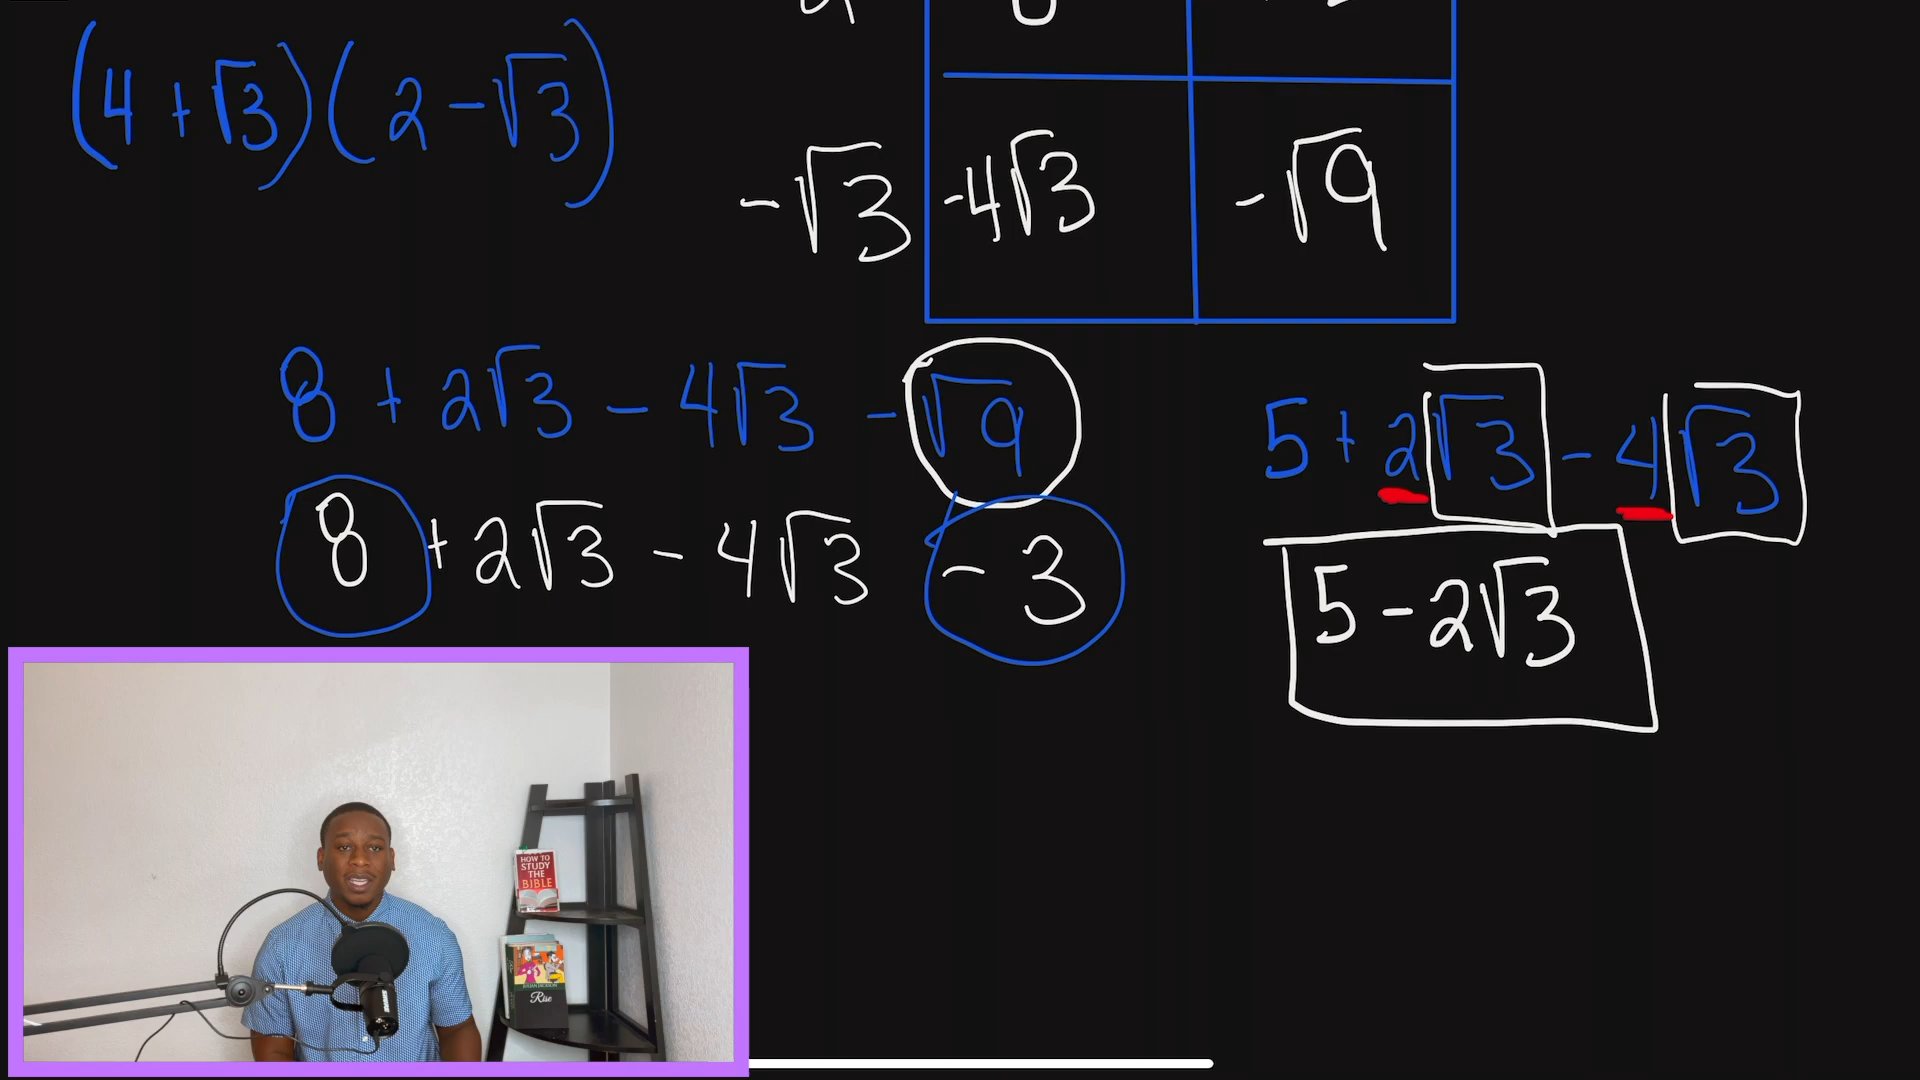 (4 + √3)(2 - √3)
-√3 -4√3 -√9
8 + 2√3 - 4√3 - √9
5 + 2√3 - 4√3
8 + 2√3 - 4√3 - 3
5 - 2√3
HOW TO
STUDY
THE
BIBLE
Rise